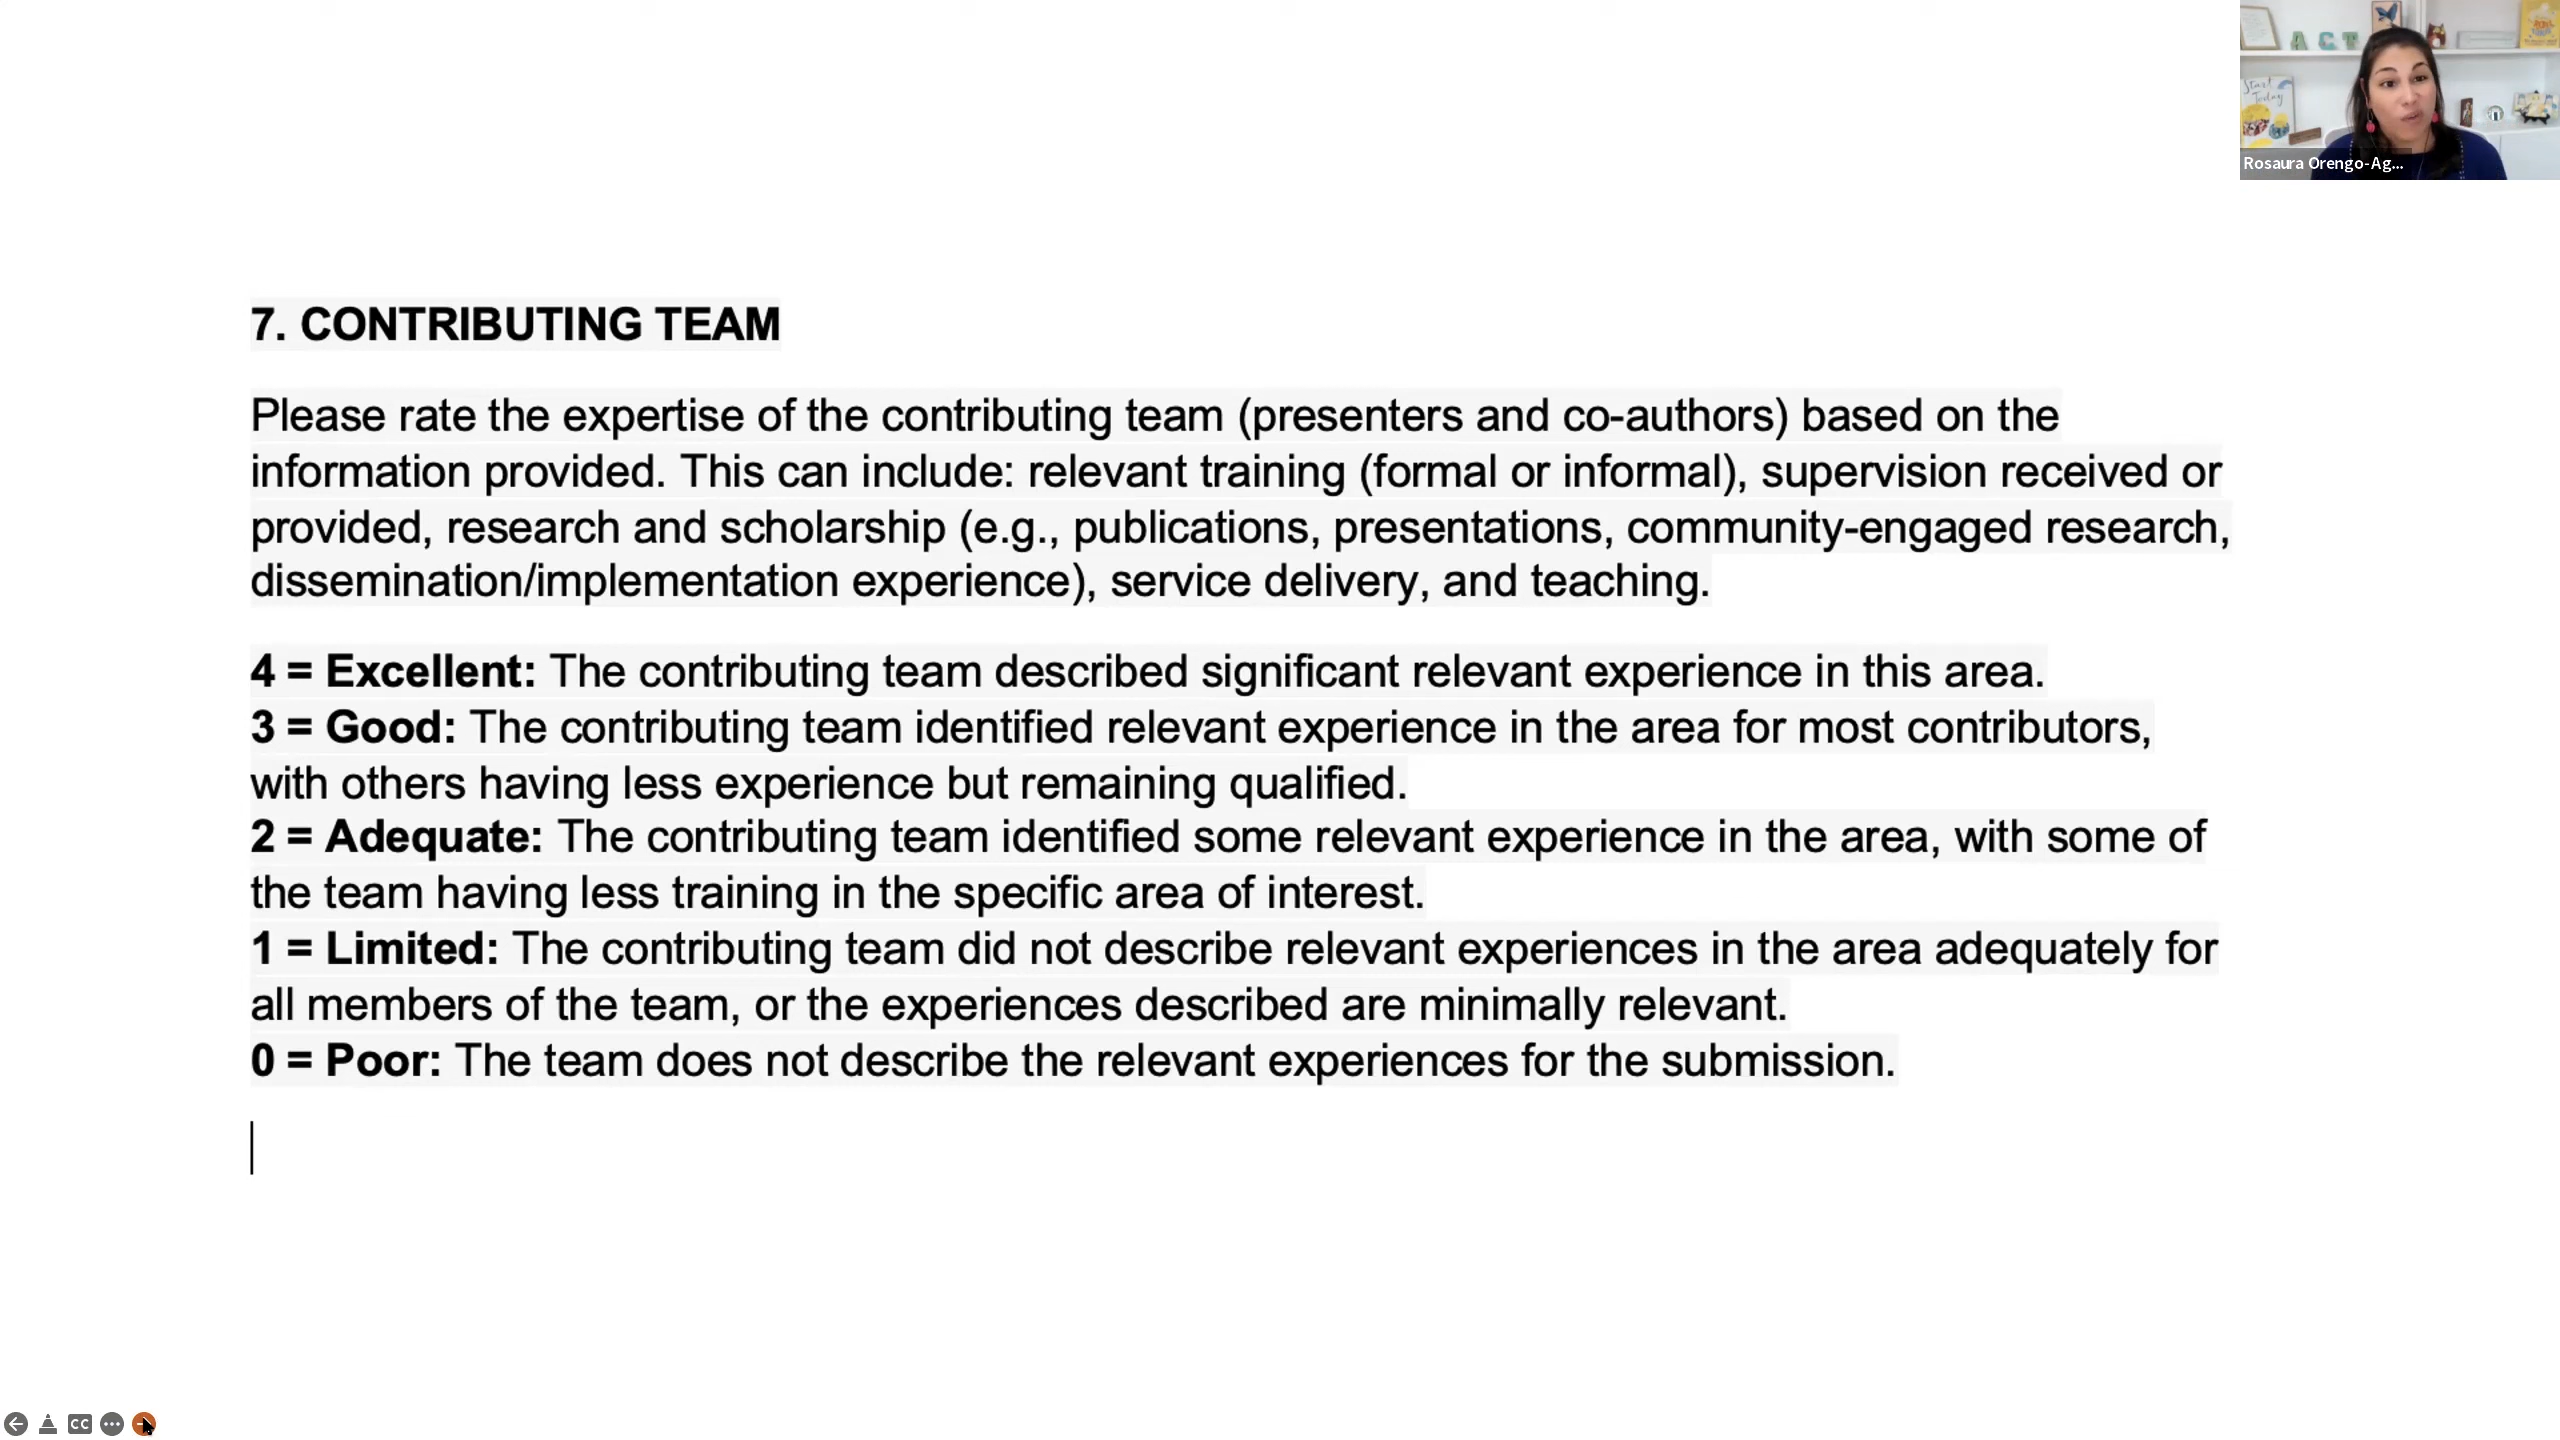 ACT
Start
Today
Rosaura Orengo-Ag...
7. CONTRIBUTING TEAM
Please rate the expertise of the contributing team (presenters and co-authors) based on the
information provided. This can include: relevant training (formal or informal), supervision received or
provided, research and scholarship (e.g., publications, presentations, community-engaged research,
dissemination/implementation experience), service delivery, and teaching.
4 = Excellent: The contributing team described significant relevant experience in this area.
3 = Good: The contributing team identified relevant experience in the area for most contributors,
with others having less experience but remaining qualified.
2 = Adequate: The contributing team identified some relevant experience in the area, with some of
the team having less training in the specific area of interest.
1 = Limited: The contributing team did not describe relevant experiences in the area adequately for
all members of the team, or the experiences described are minimally relevant.
0 = Poor: The team does not describe the relevant experiences for the submission.
CC